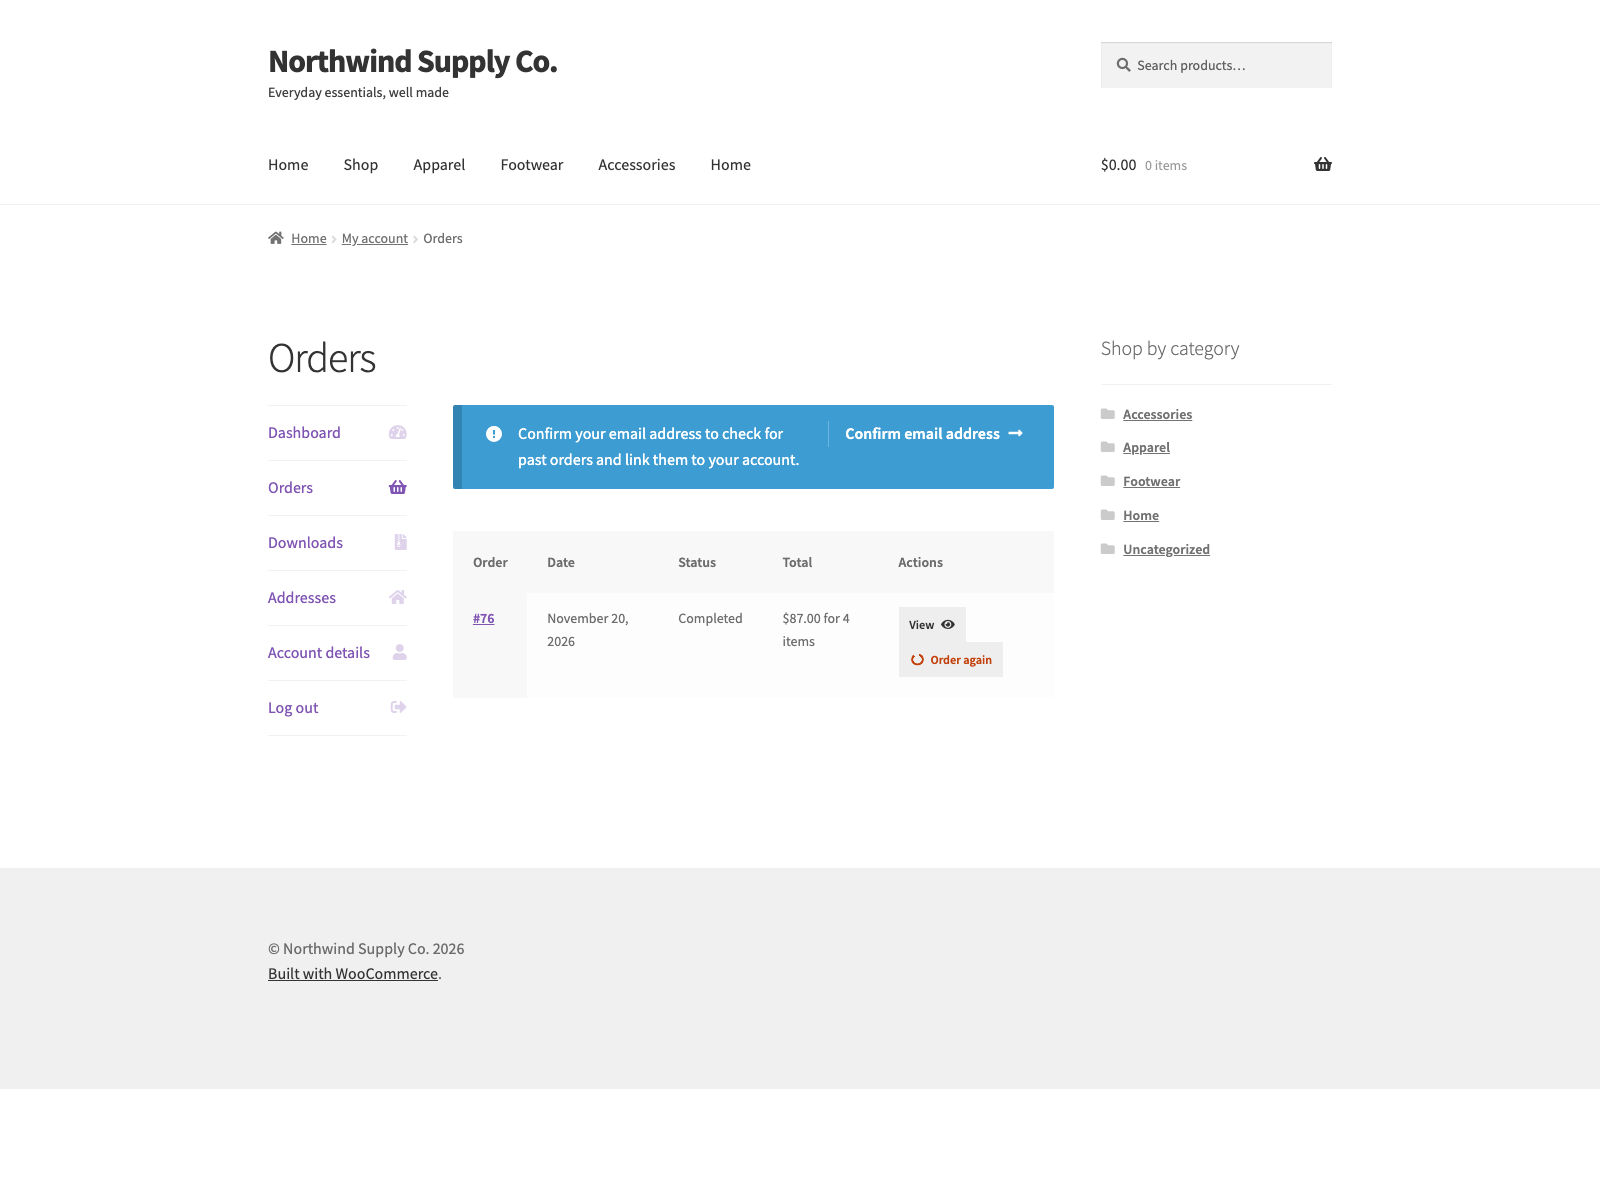 Northwind Supply Co.
Everyday essentials, well made
Search products…
Home Shop Apparel Footwear Accessories Home
$0.00 0 items
Home My account Orders
Orders
Dashboard
Orders
Downloads
Addresses
Account details
Log out
Confirm your email address to check for
past orders and link them to your account.
Confirm email address →
Order Date Status Total Actions
#76 November 20, Completed $87.00 for 4 View
2026 items
Order again
Shop by category
Accessories
Apparel
Footwear
Home
Uncategorized
© Northwind Supply Co. 2026
Built with WooCommerce.